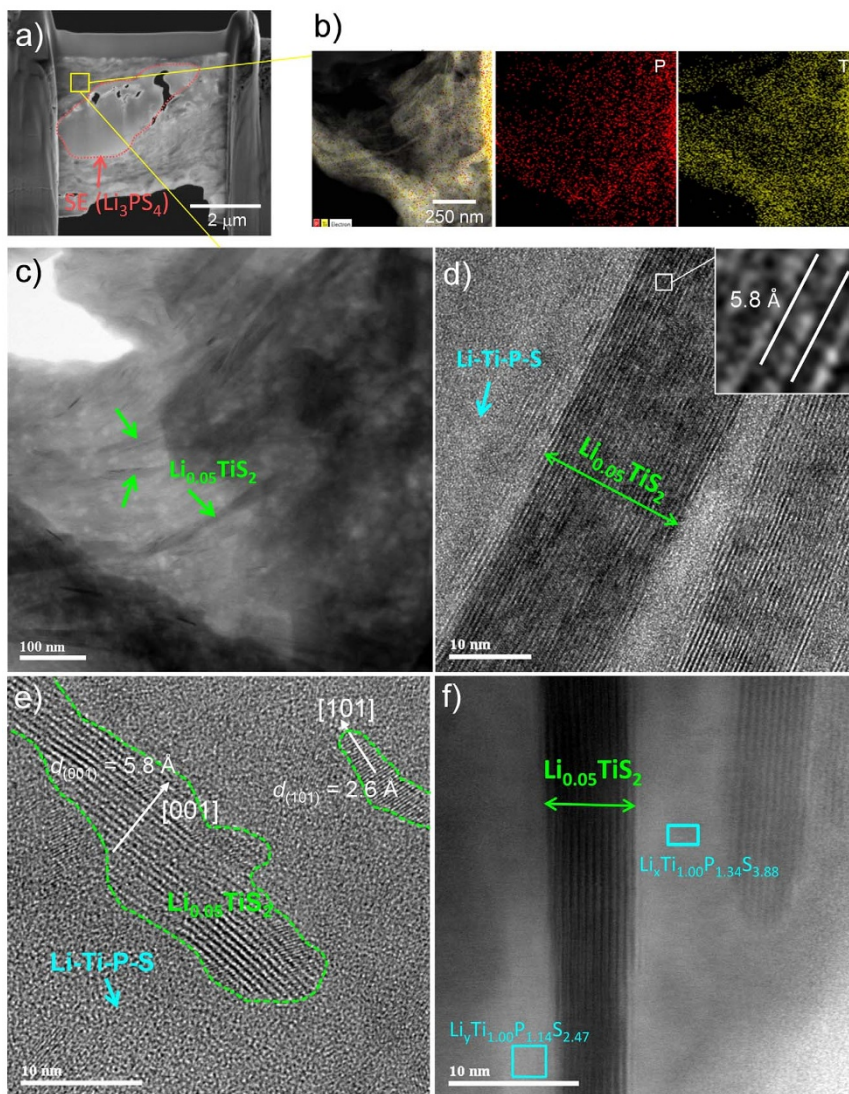 a)
SE (Li₃PS₄)
2 μm
b)
250 nm
Electron
P
T
c)
Li₀.₀₅TiS₂
100 nm
d)
5.8 Å
Li-Ti-P-S
Li₀.₀₅TiS₂
10 nm
e)
[101]
d₍₀₀₁₎ = 5.8 Å
d₍₁₀₁₎ = 2.6 Å
[001]
Li₀.₀₅TiS₂
Li-Ti-P-S
10 nm
f)
Li₀.₀₅TiS₂
LiₓTi₁.₀₀P₁.₃₄S₃.₈₈
LiyTi₁.₀₀P₁.₁₄S₂.₄₇
10 nm